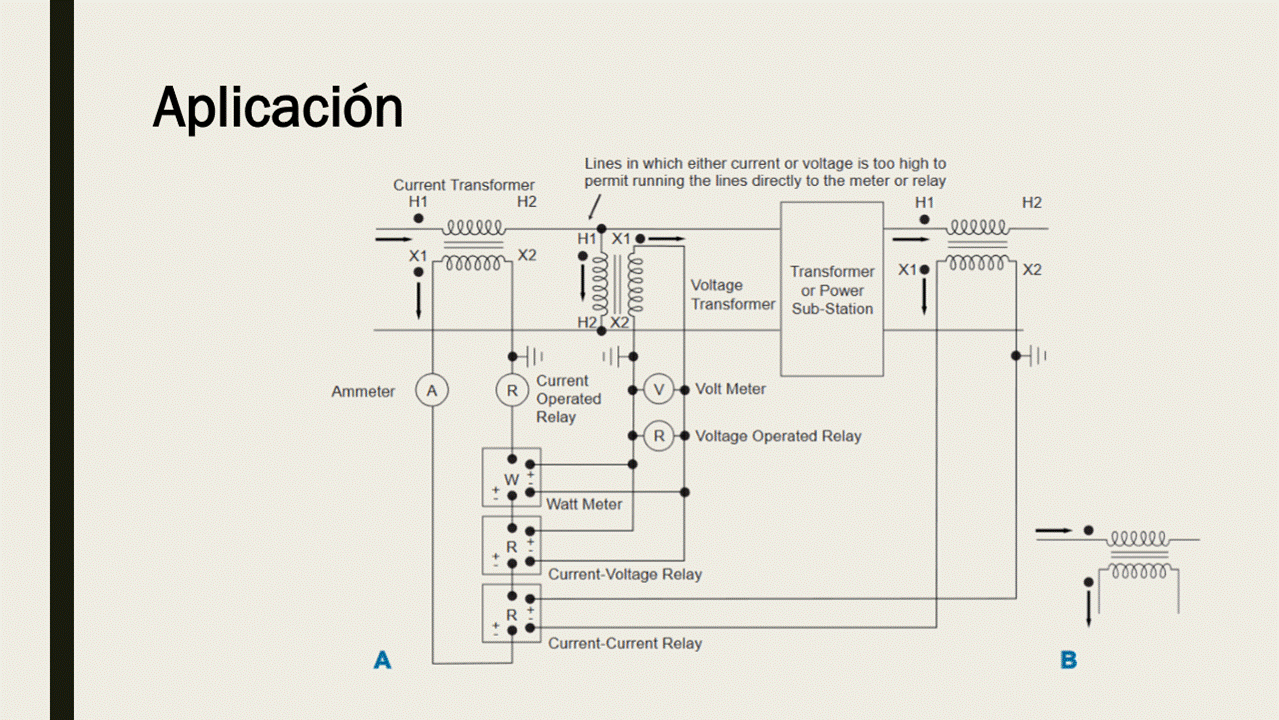 Aplicación
Lines in which either current or voltage is too high to
permit running the lines directly to the meter or relay
Current Transformer
H1
H2
X1
X2
H1
X1
H2
X2
Voltage
Transformer
Transformer
or Power
Sub-Station
H1
H2
X1
X2
Ammeter
A
R
Current
Operated
Relay
V
Volt Meter
R
Voltage Operated Relay
W
+
-
+
-
Watt Meter
R
+
-
+
-
Current-Voltage Relay
R
+
-
+
-
Current-Current Relay
A
B